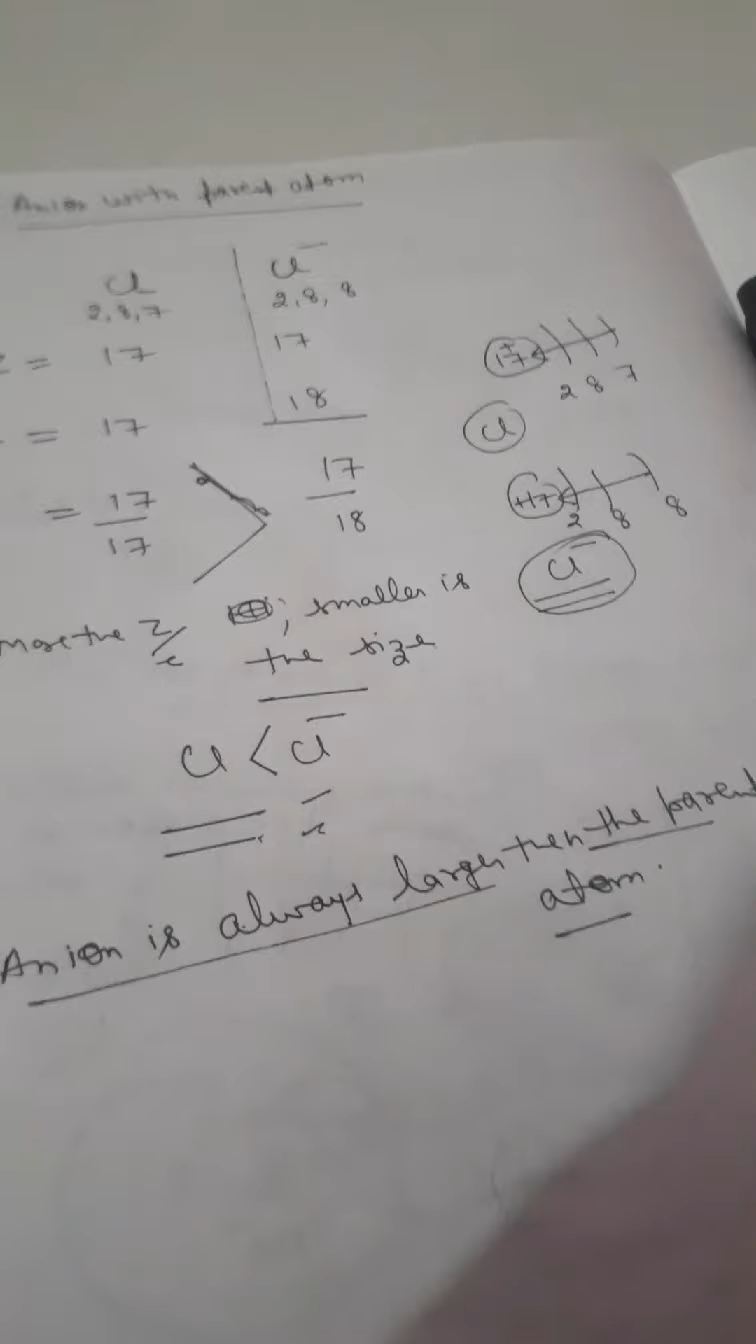 Anion with parent atom
Cl | Cl⁻
2,8,7 | 2,8,8
Z = 17 | 17
= 17 | 18
= 17/17 > 17/18
+17 2 8 7
Cl
+17 2 8 8
Cl⁻
More the Z/e ; smaller is
the size
Cl < Cl⁻
Anion is always larger then the parent
atom.